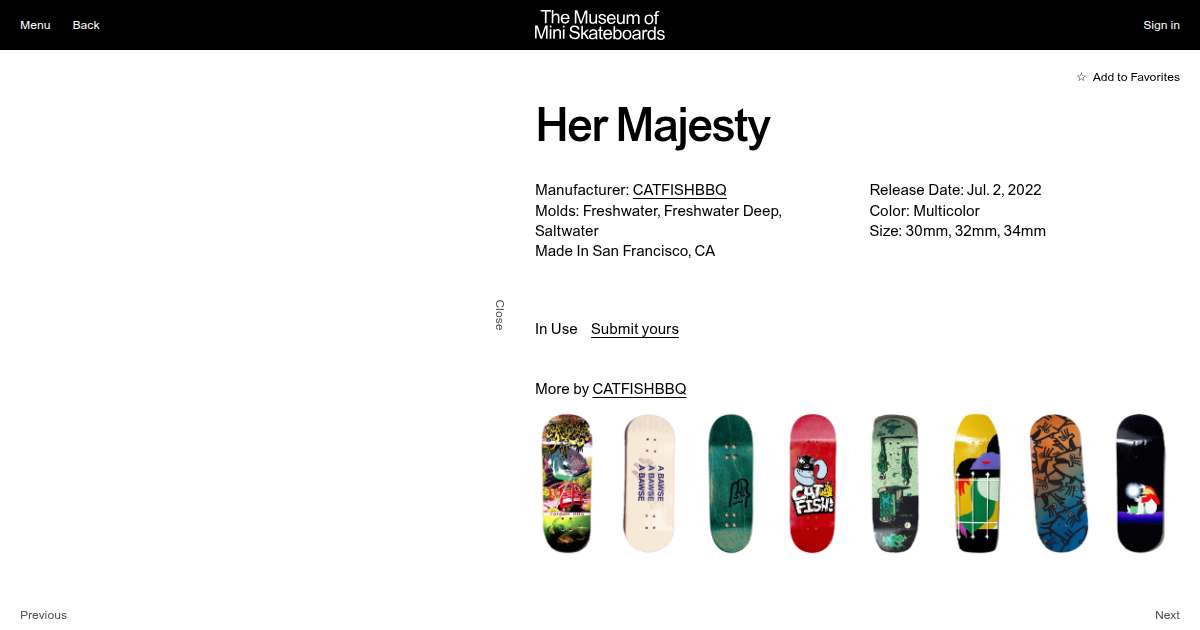 Menu
Back
The Museum of
Mini Skateboards
Sign in
☆ Add to Favorites
Her Majesty
Manufacturer: CATFISHBBQ
Molds: Freshwater, Freshwater Deep,
Saltwater
Made In San Francisco, CA
Release Date: Jul. 2, 2022
Color: Multicolor
Size: 30mm, 32mm, 34mm
Close
In Use
Submit yours
More by CATFISHBBQ
A BAWSE
A BAWSE
A BAWSE
CAT
FISH!
Previous
Next